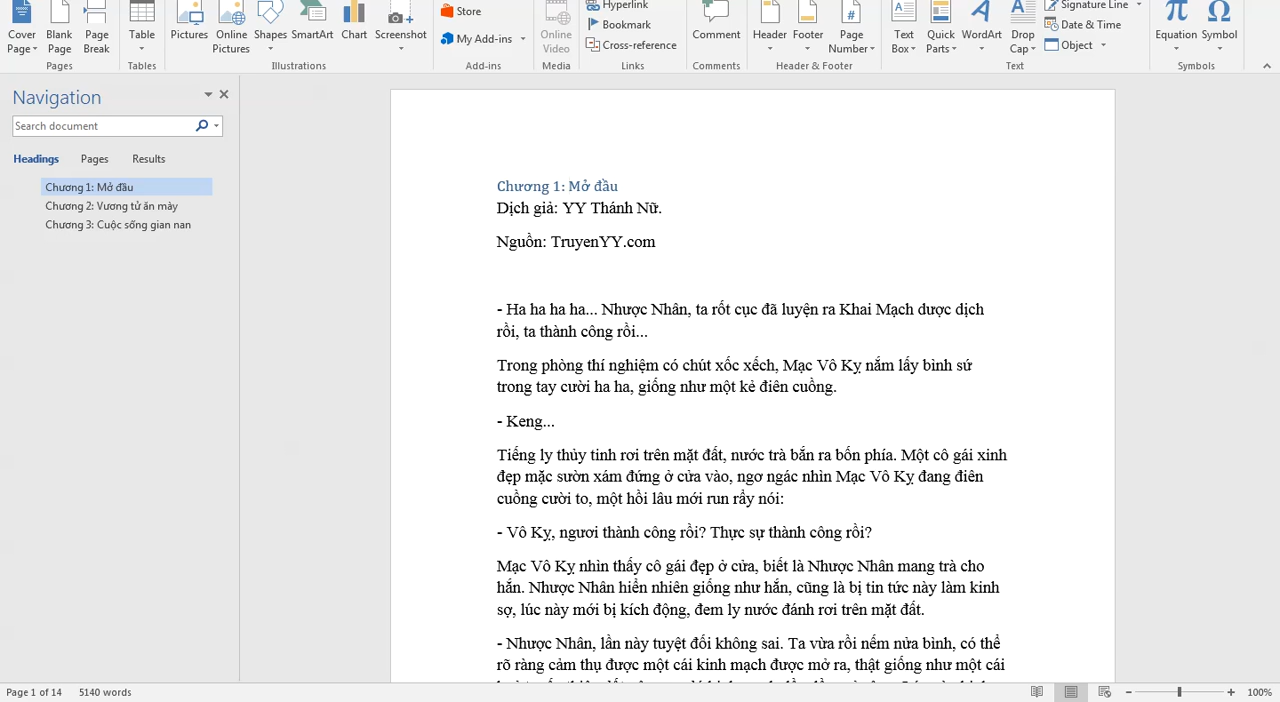 Cover Page
Blank Page
Page Break
Table
Pictures
Online Pictures
Shapes
SmartArt
Chart
Screenshot
Store
My Add-ins
Online Video
Hyperlink
Bookmark
Cross-reference
Comment
Header
Footer
Page Number
Text Box
Quick Parts
WordArt
Drop Cap
Signature Line
Date & Time
Object
Equation
Symbol
Pages
Tables
Illustrations
Add-ins
Media
Links
Comments
Header & Footer
Text
Symbols
Navigation
Search document
Headings Pages Results
Chương 1: Mở đầu
Chương 2: Vương tử ăn mày
Chương 3: Cuộc sống gian nan
Chương 1: Mở đầu
Dịch giả: YY Thánh Nữ.
Nguồn: TruyenYY.com
- Ha ha ha ha... Nhược Nhân, ta rốt cục đã luyện ra Khai Mạch dược dịch
rồi, ta thành công rồi...
Trong phòng thí nghiệm có chút xốc xếch, Mạc Vô Kỵ nắm lấy bình sứ
trong tay cười ha ha, giống như một kẻ điên cuồng.
- Keng...
Tiếng ly thủy tinh rơi trên mặt đất, nước trà bắn ra bốn phía. Một cô gái xinh
đẹp mặc sườn xám đứng ở cửa vào, ngơ ngác nhìn Mạc Vô Kỵ đang điên
cuồng cười to, một hồi lâu mới run rẩy nói:
- Vô Kỵ, ngươi thành công rồi? Thực sự thành công rồi?
Mạc Vô Kỵ nhìn thấy cô gái đẹp ở cửa, biết là Nhược Nhân mang trà cho
hắn. Nhược Nhân hiển nhiên giống như hắn, cũng là bị tin tức này làm kinh
sợ, lúc này mới bị kích động, đem ly nước đánh rơi trên mặt đất.
- Nhược Nhân, lần này tuyệt đối không sai. Ta vừa rồi nếm nửa bình, có thể
rõ ràng cảm thụ được một cái kinh mạch được mở ra, thật giống như một cái
Page 1 of 14 5140 words
100%